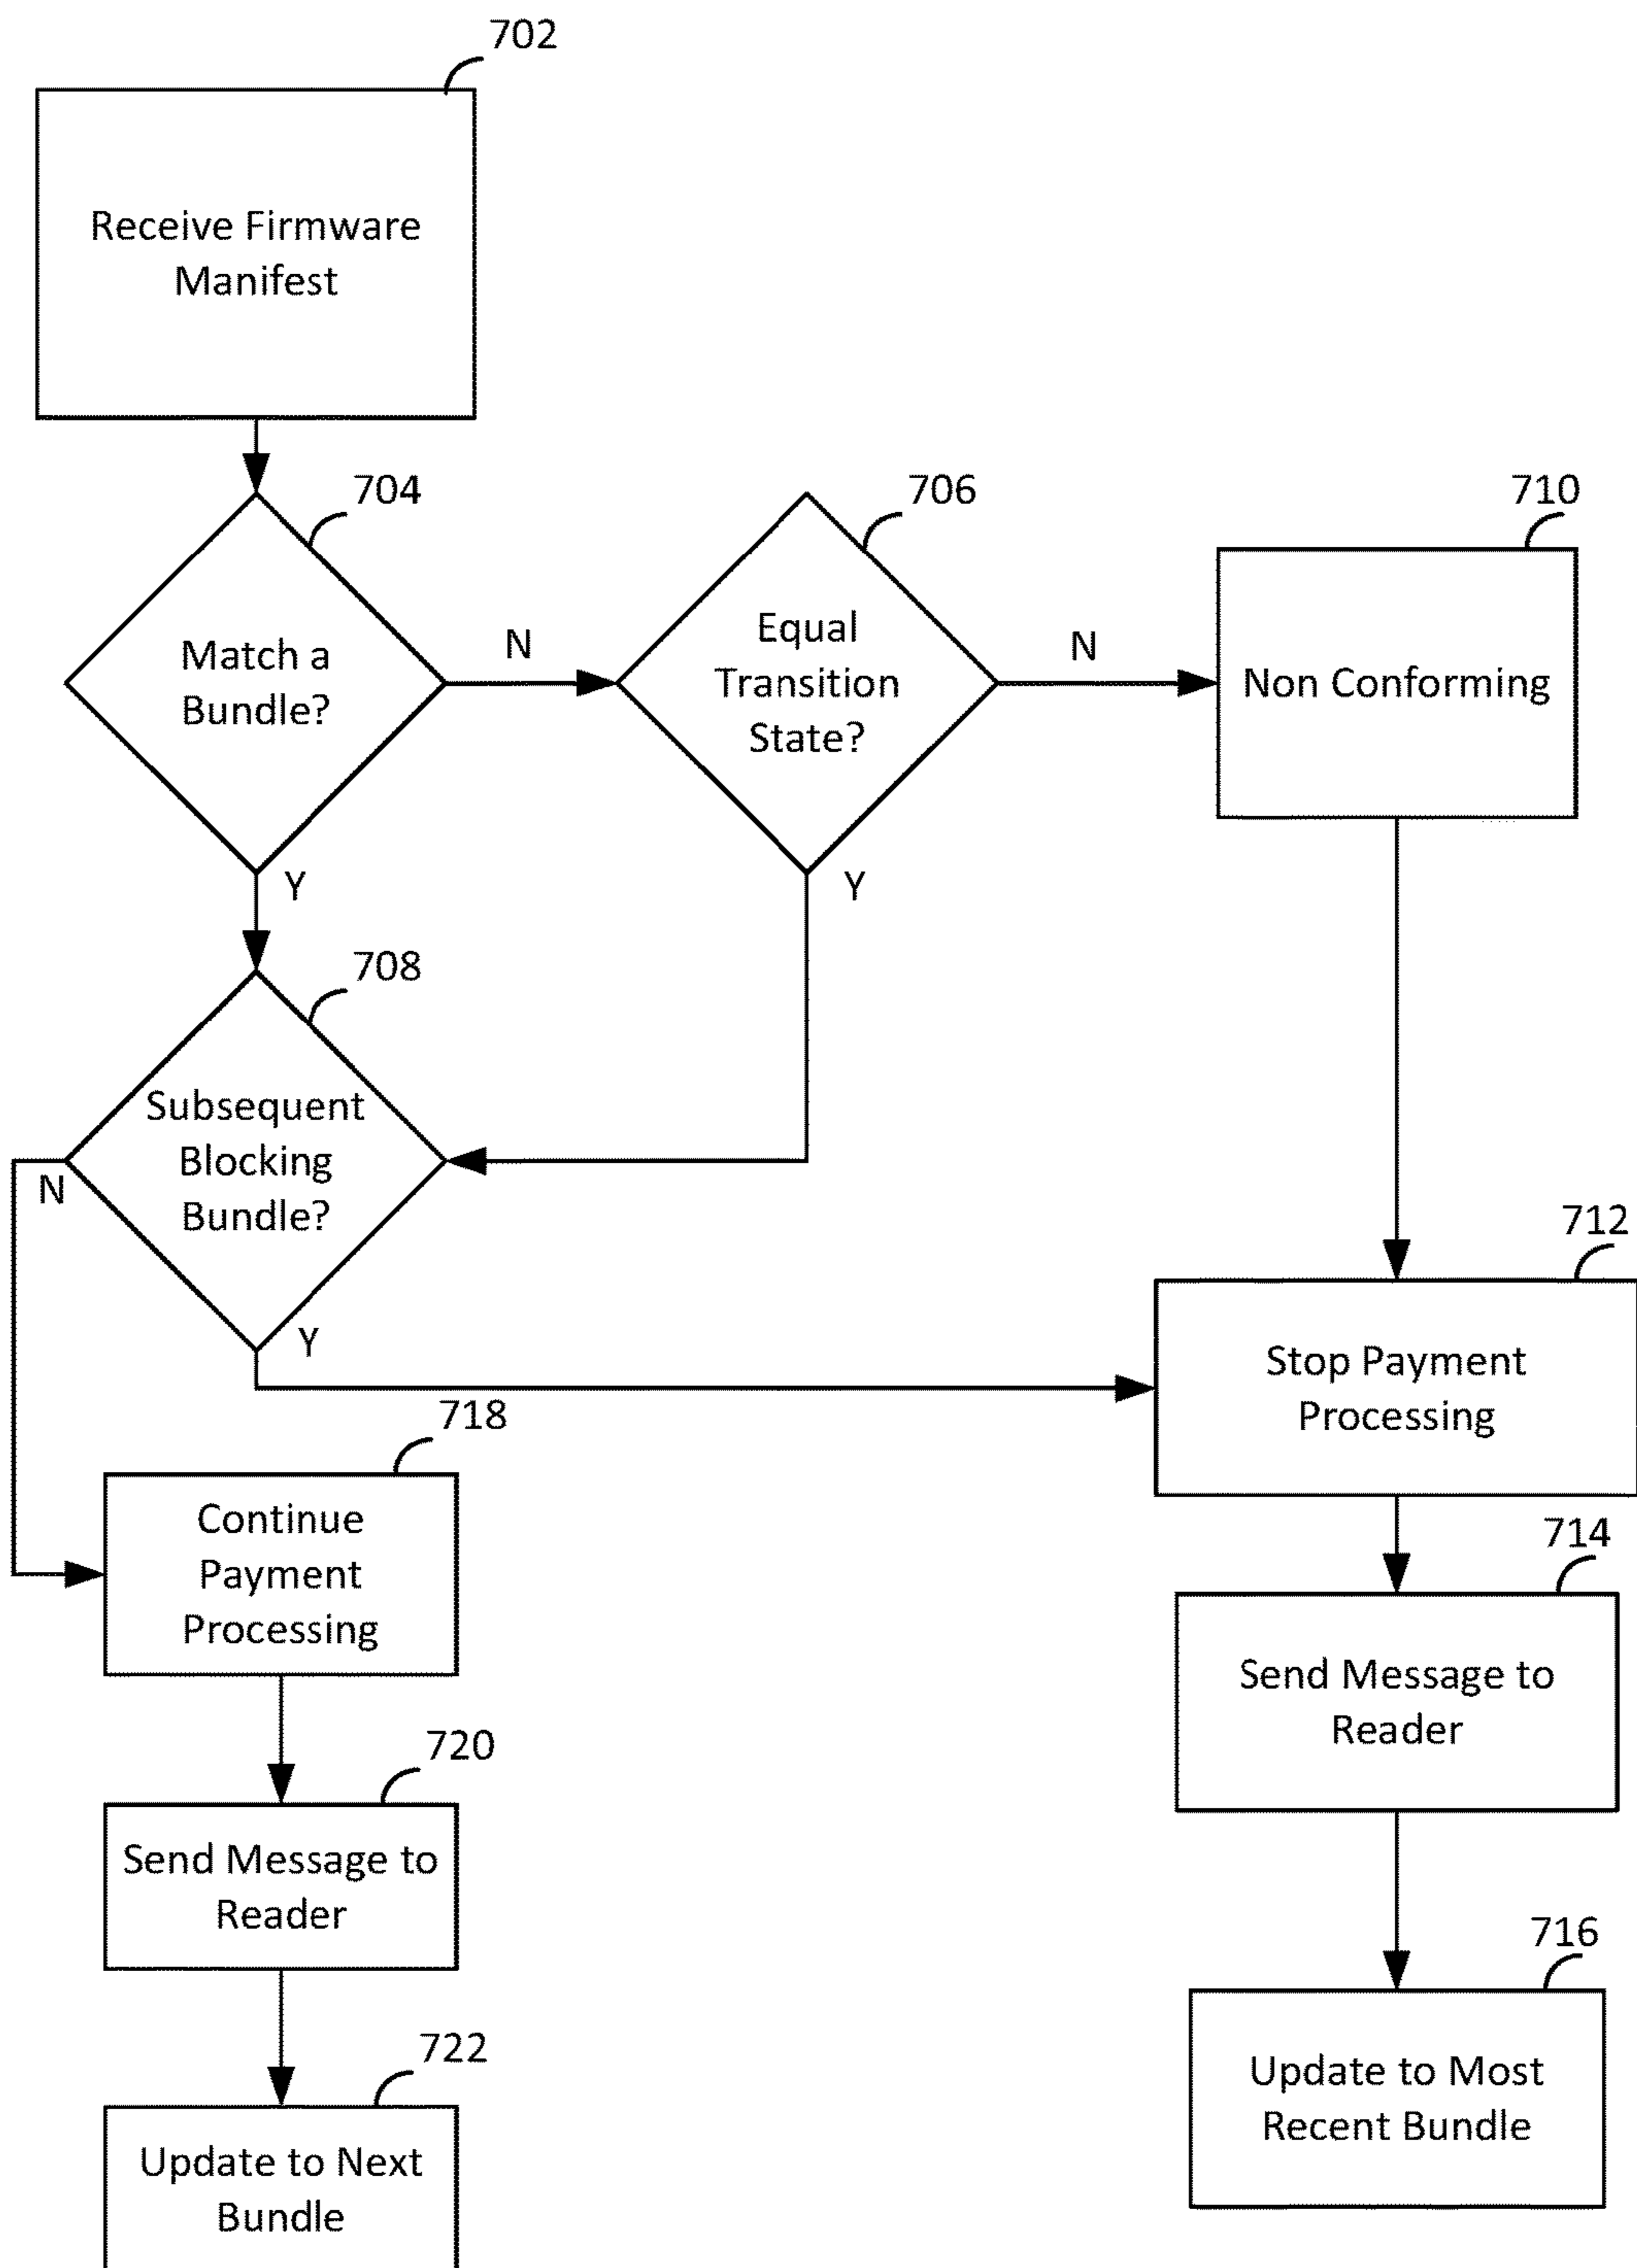 702
Receive Firmware
Manifest
704
Match a
Bundle?
N
Y
706
Equal
Transition
State?
N
Y
710
Non Conforming
708
Subsequent
Blocking
Bundle?
N
Y
712
Stop Payment
Processing
718
Continue
Payment
Processing
714
Send Message to
Reader
720
Send Message to
Reader
716
Update to Most
Recent Bundle
722
Update to Next
Bundle